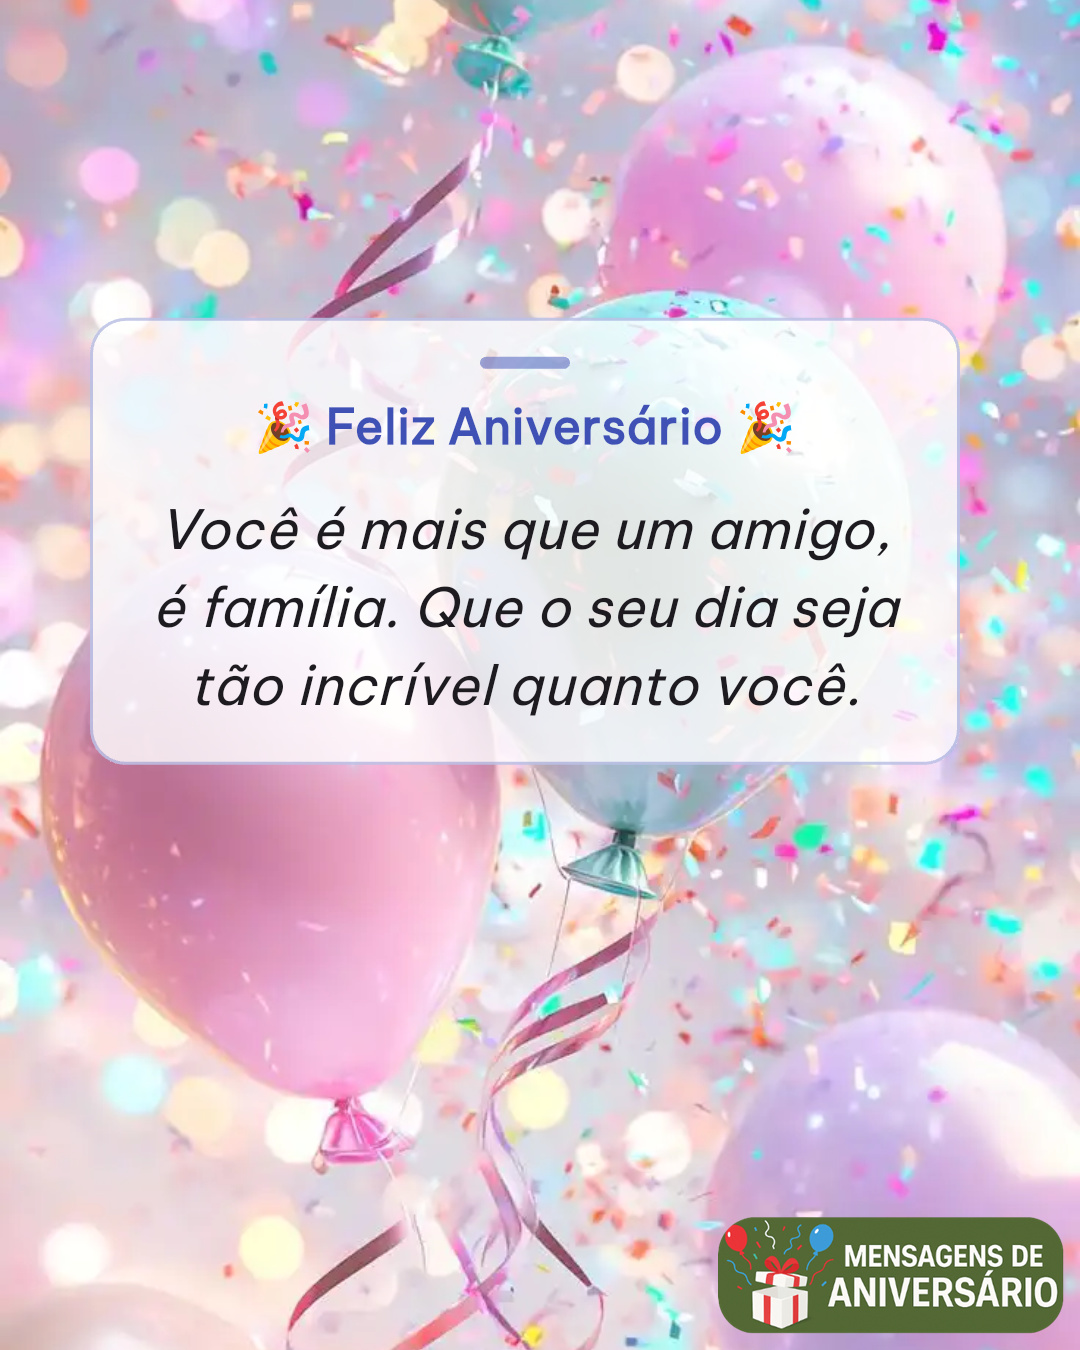 🎉 Feliz Aniversário 🎉
Você é mais que um amigo,
é família. Que o seu dia seja
tão incrível quanto você.
MENSAGENS DE
ANIVERSÁRIO